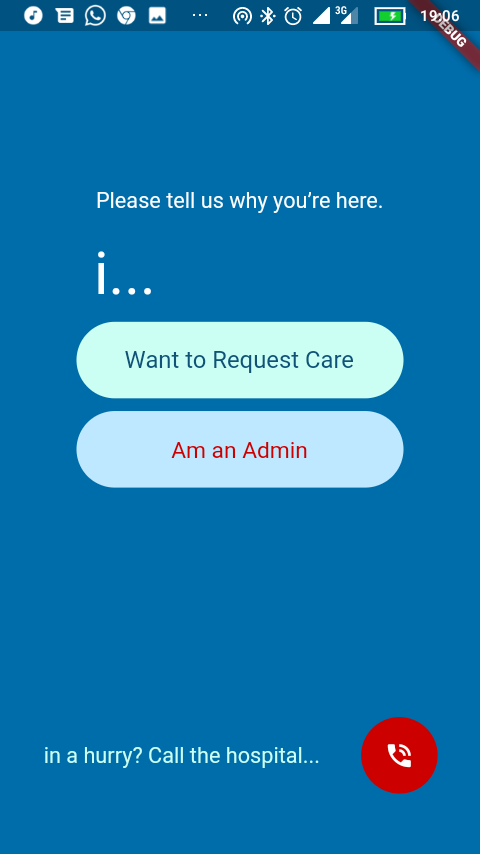 3G
19:06
DEBUG
Please tell us why you’re here.
i...
Want to Request Care
Am an Admin
in a hurry? Call the hospital...